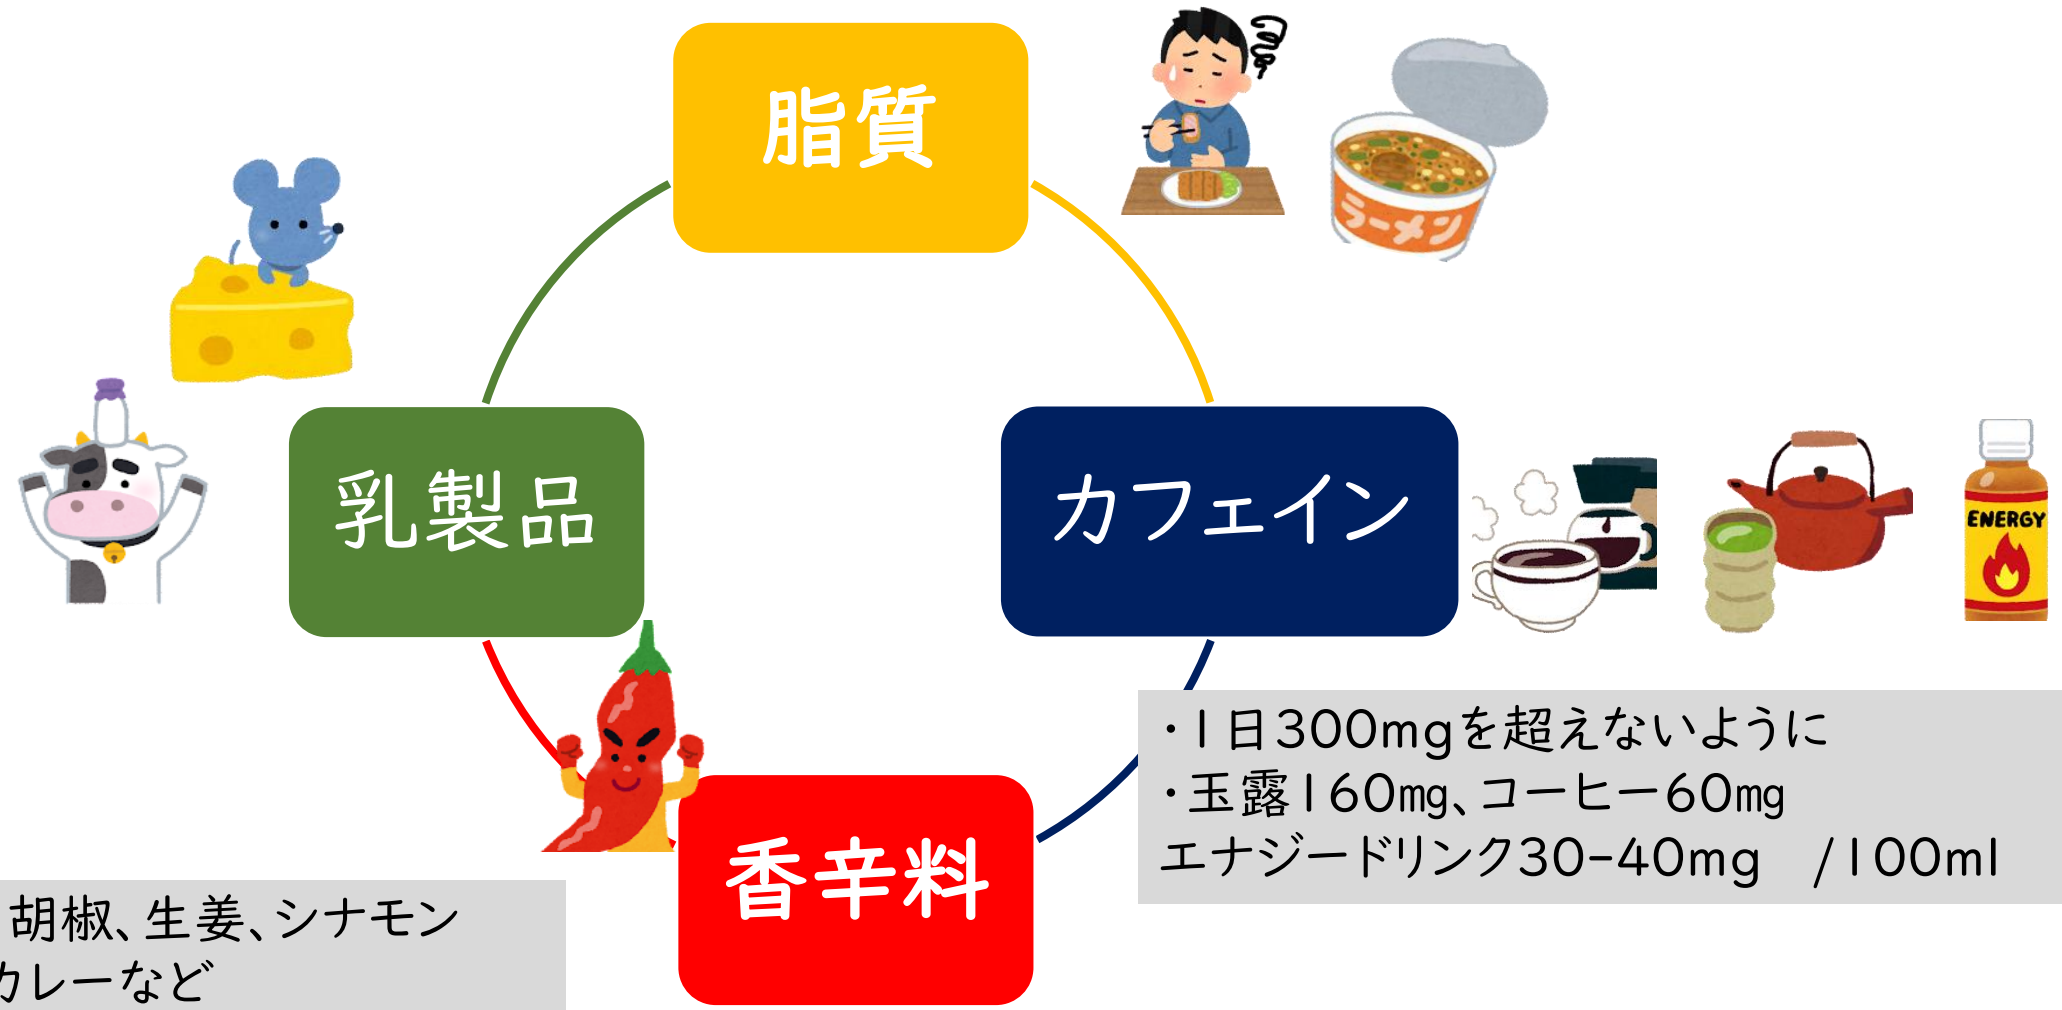 脂質
ラーメン
乳製品
カフェイン
ENERGY
・1日300mgを超えないように
・玉露160mg、コーヒー60mg
エナジードリンク30-40mg　/100ml
香辛料
胡椒、生姜、シナモン
カレーなど